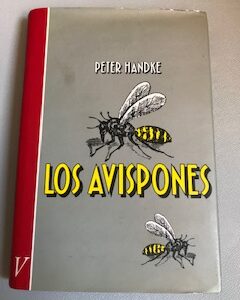 PETER HANDKE
LOS AVISPONES
V